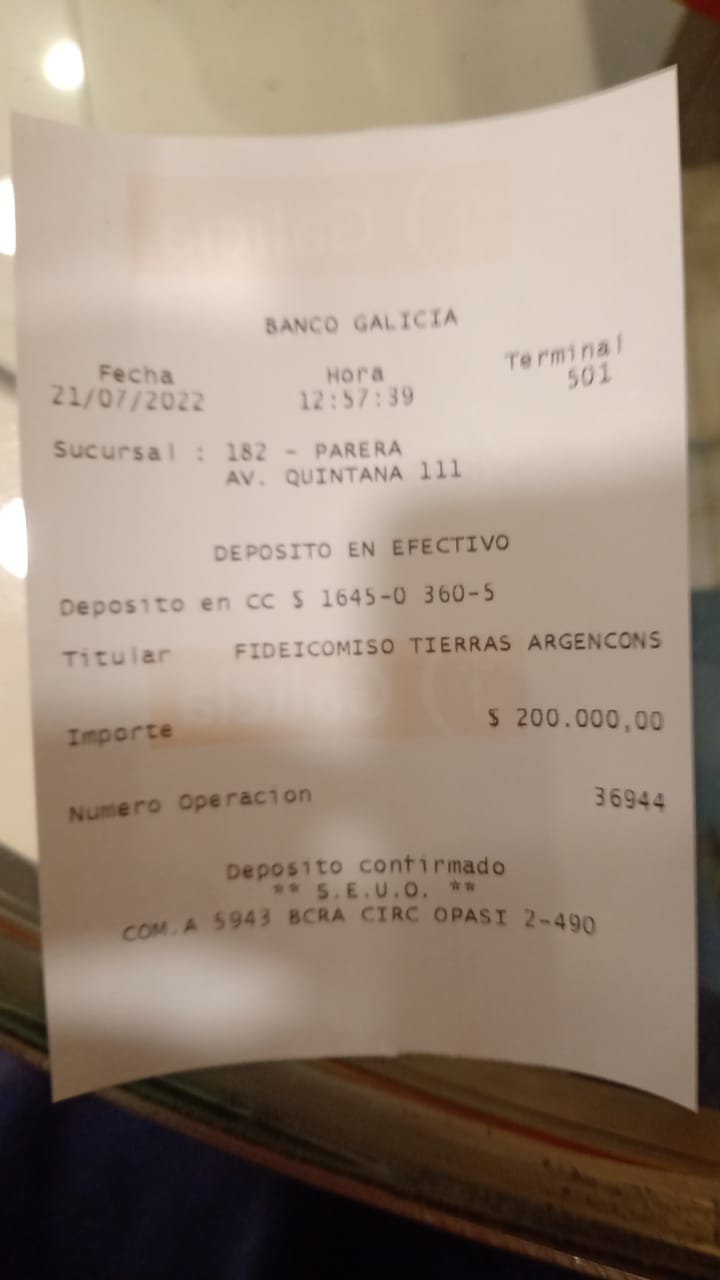 BANCO GALICIA
Fecha Hora Terminal
21/07/2022 12:57:39 501
Sucursal : 182 - PARERA
AV. QUINTANA 111
DEPOSITO EN EFECTIVO
Deposito en CC $ 1645-0 360-5
Titular FIDEICOMISO TIERRAS ARGENCONS
Galicia
Importe $ 200.000,00
Numero Operacion 36944
Deposito confirmado
** S.E.U.O. **
COM.A 5943 BCRA CIRC OPASI 2-490